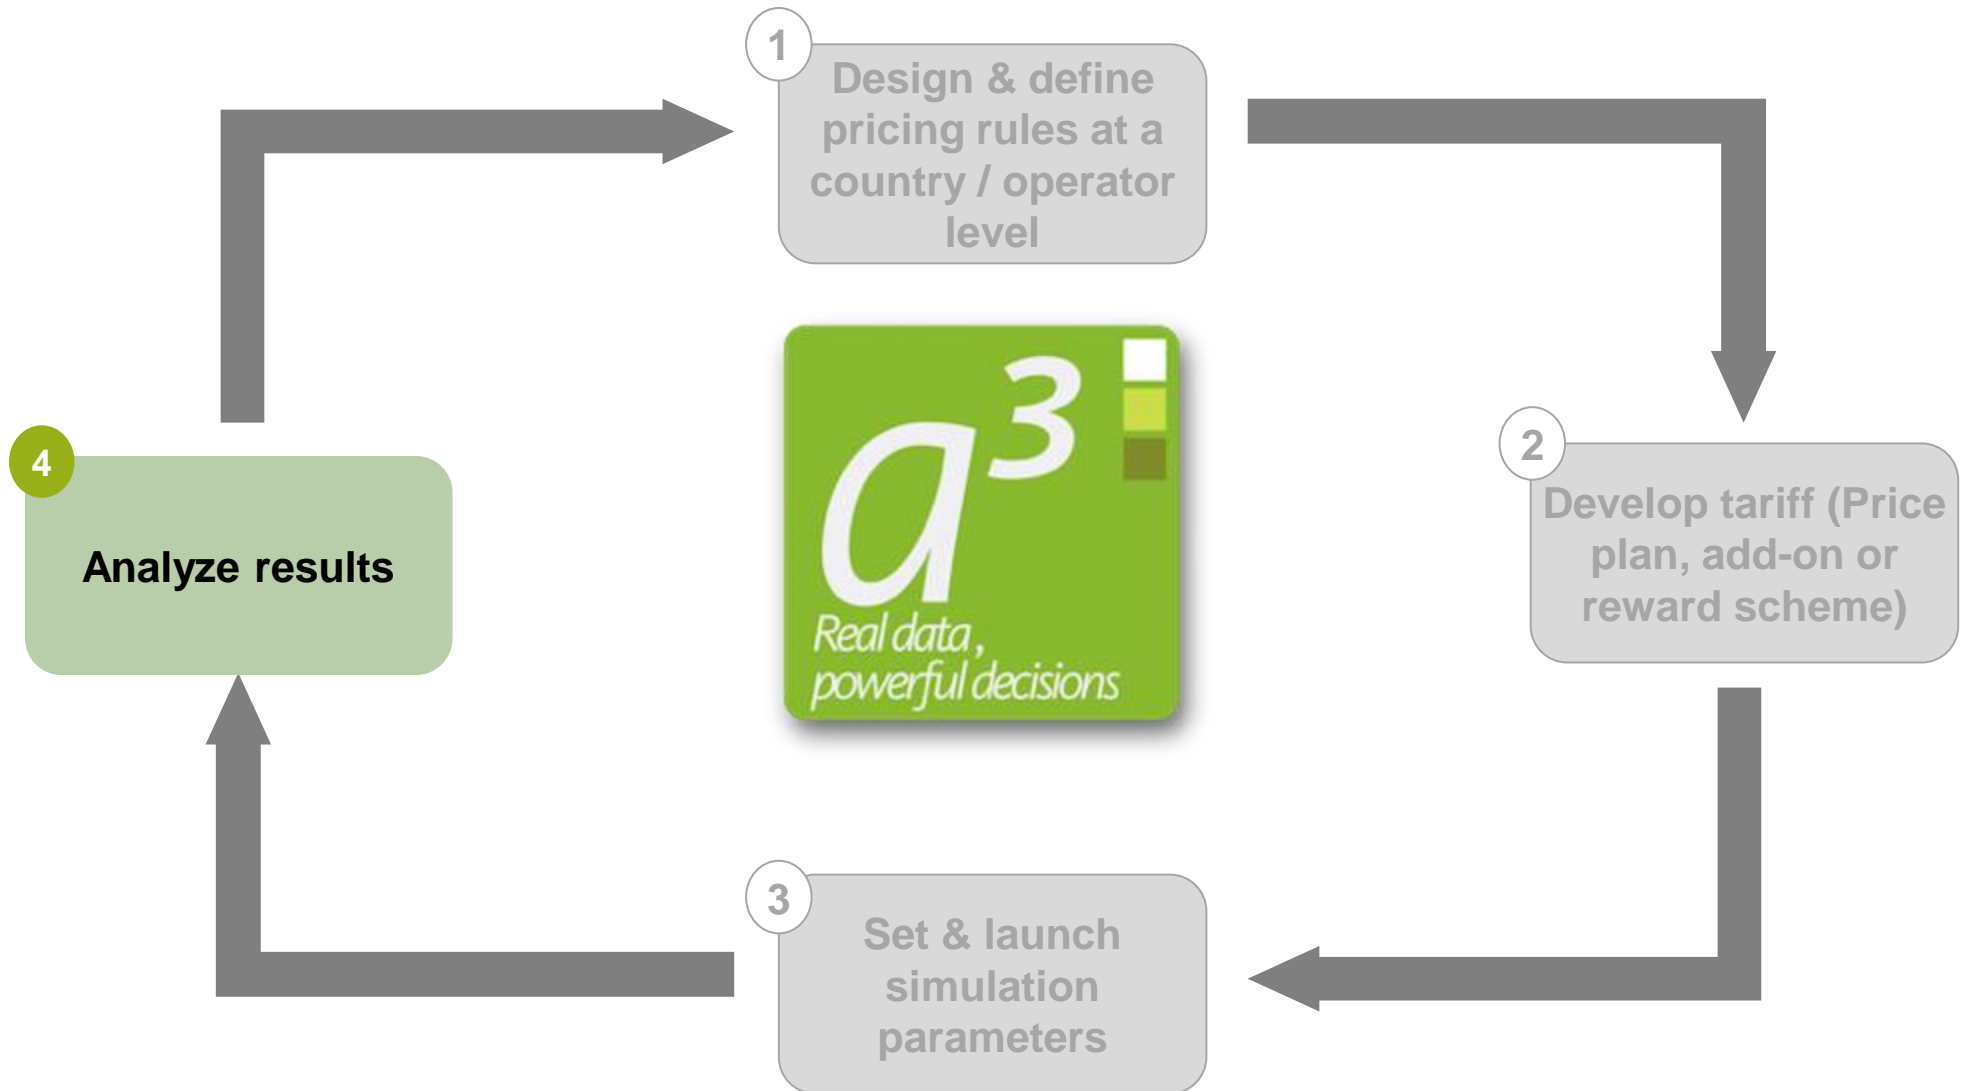 1
Design & define
pricing rules at a
country / operator
level
2
Develop tariff (Price
plan, add-on or
reward scheme)
3
Set & launch
simulation
parameters
4
Analyze results
a³
Real data,
powerful decisions